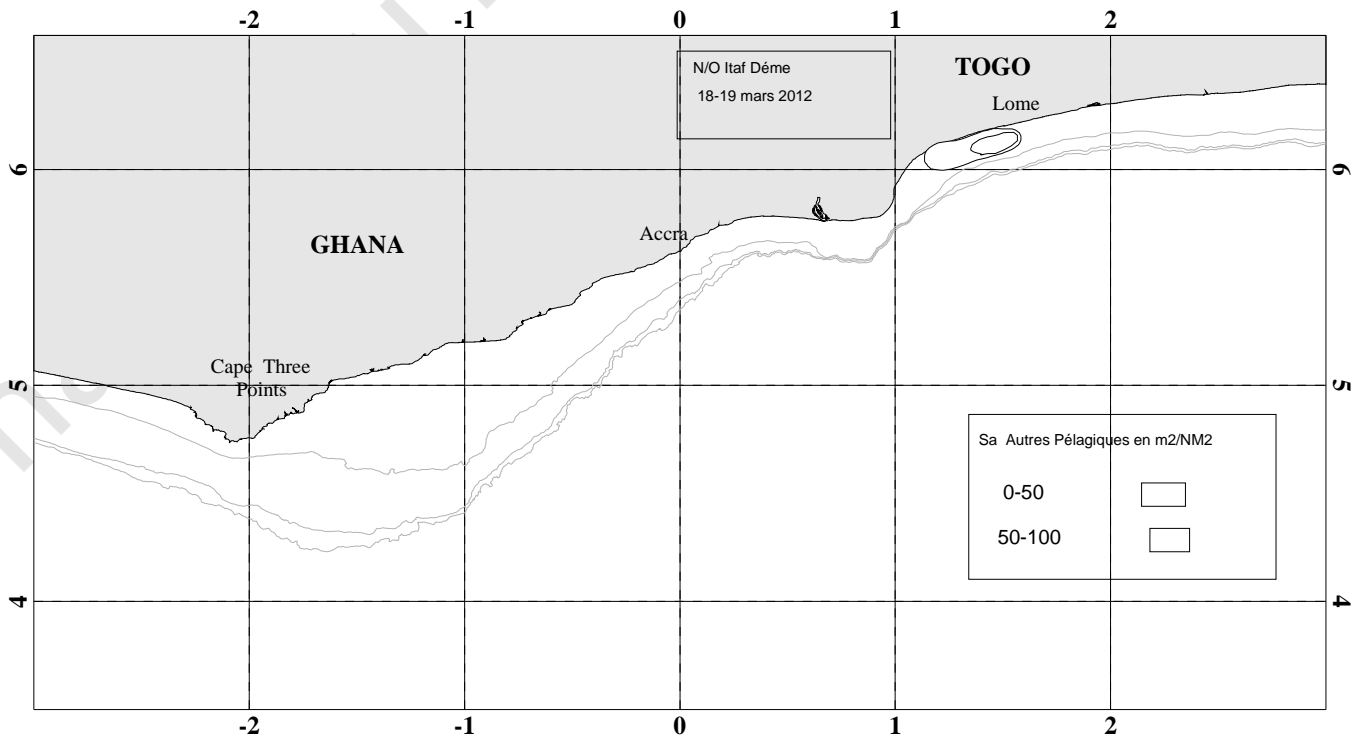 -2 -1 0 1 2
N/O Itaf Déme
18-19 mars 2012
TOGO
Lome
6 6
GHANA
Accra
Cape Three
Points
5 5
Sa Autres Pélagiques en m2/NM2
0-50
50-100
4 4
-2 -1 0 1 2